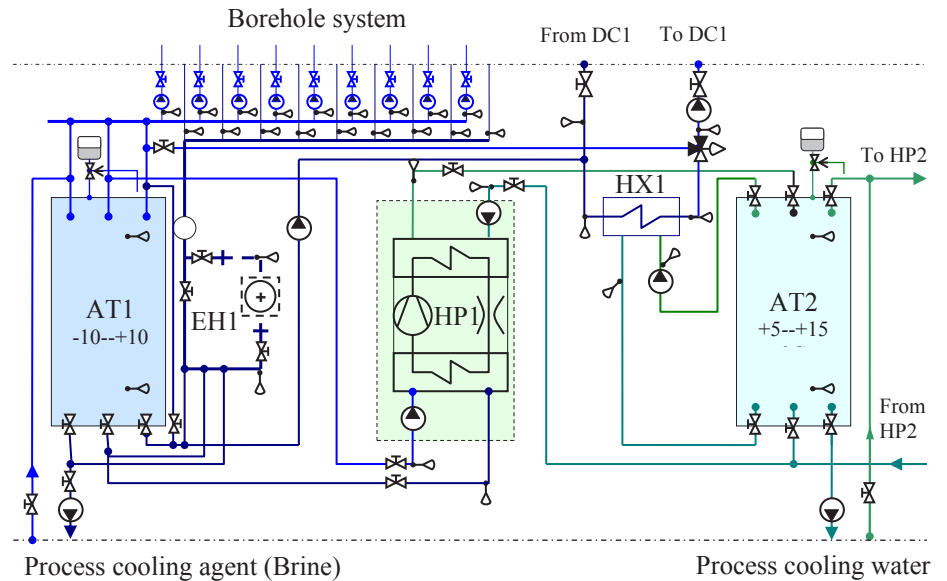 Borehole system
From DC1
To DC1
To HP2
HX1
AT1
-10--+10
EH1
HP1
AT2
+5--+15
From
HP2
Process cooling agent (Brine)
Process cooling water